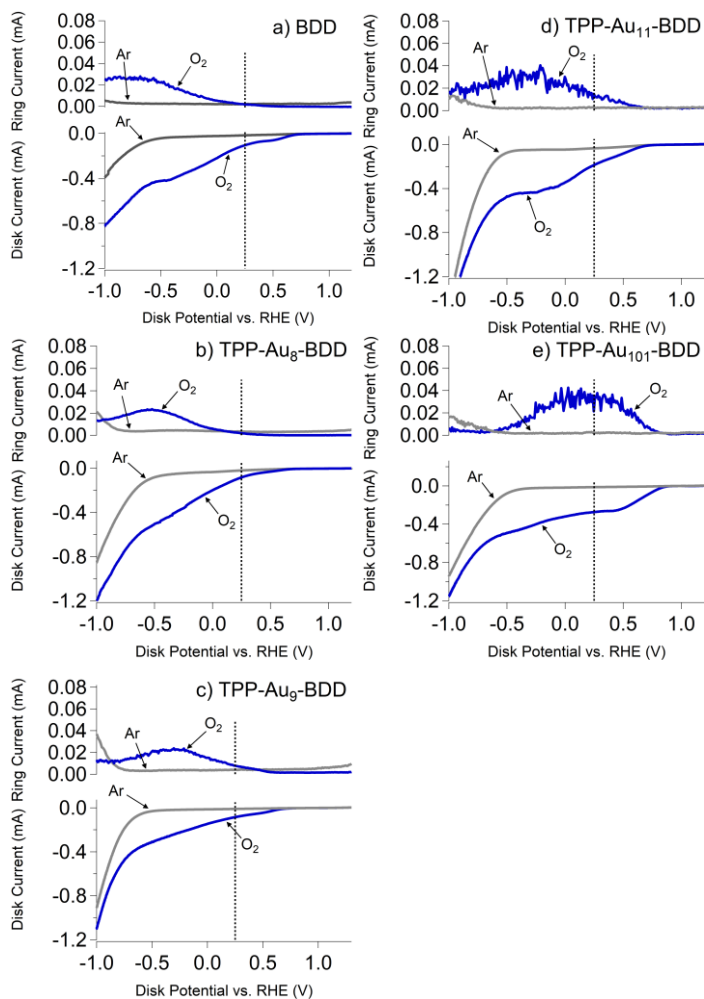 a) BDD
Ring Current (mA)
0.08
0.06
0.04
0.02
0.00
Ar
O2
Disk Current (mA)
0.0
-0.4
-0.8
-1.2
Ar
O2
-1.0 -0.5 0.0 0.5 1.0
Disk Potential vs. RHE (V)
b) TPP-Au8-BDD
Ring Current (mA)
0.08
0.06
0.04
0.02
0.00
Ar
O2
Disk Current (mA)
0.0
-0.4
-0.8
-1.2
Ar
O2
-1.0 -0.5 0.0 0.5 1.0
Disk Potential vs. RHE (V)
c) TPP-Au9-BDD
Ring Current (mA)
0.08
0.06
0.04
0.02
0.00
Ar
O2
Disk Current (mA)
0.0
-0.4
-0.8
-1.2
Ar
O2
-1.0 -0.5 0.0 0.5 1.0
Disk Potential vs. RHE (V)
d) TPP-Au11-BDD
Ring Current (mA)
0.08
0.06
0.04
0.02
0.00
Ar
O2
Disk Current (mA)
0.0
-0.4
-0.8
-1.2
Ar
O2
-1.0 -0.5 0.0 0.5 1.0
Disk Potential vs. RHE (V)
e) TPP-Au101-BDD
Ring Current (mA)
0.08
0.06
0.04
0.02
0.00
Ar
O2
Disk Current (mA)
0.0
-0.4
-0.8
-1.2
Ar
O2
-1.0 -0.5 0.0 0.5 1.0
Disk Potential vs. RHE (V)